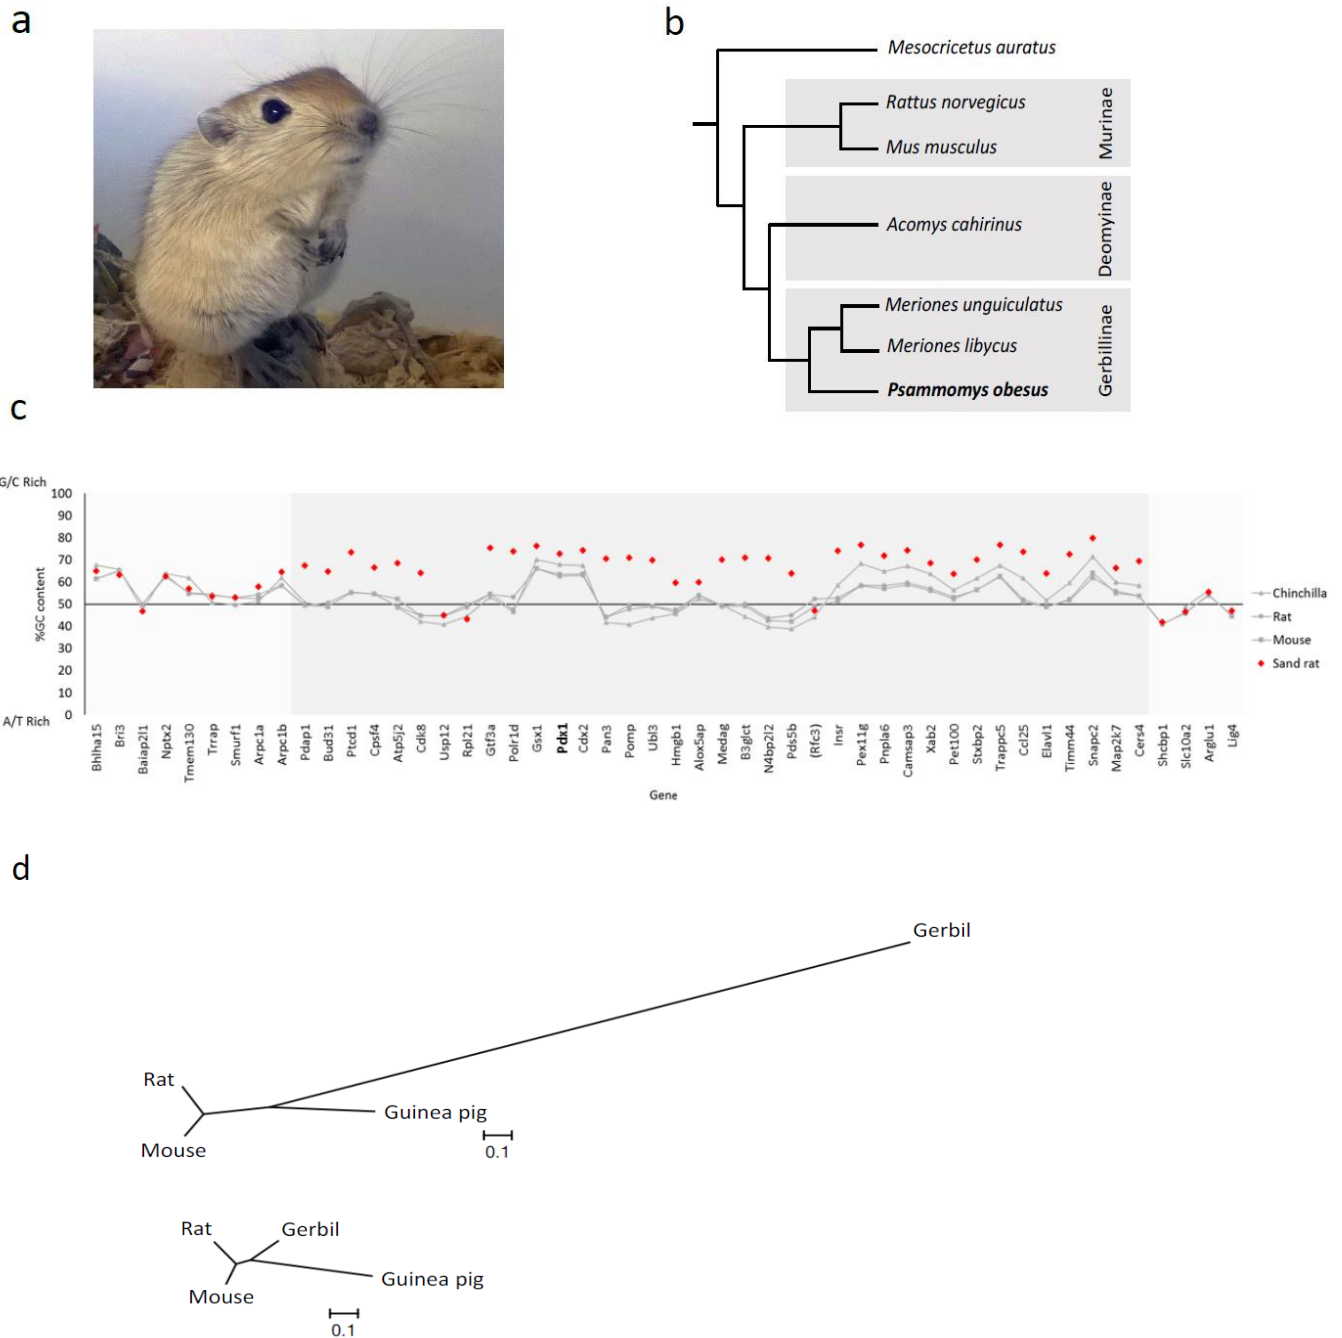 a
b
Mesocricetus auratus
Rattus norvegicus
Mus musculus
Murinae
Acomys cahirinus
Deomyinae
Meriones unguiculatus
Meriones libycus
Psammomys obesus
Gerbillinae
c
G/C Rich
100
90
80
70
60
50
40
30
20
10
0
%GC content
A/T Rich
Bhlha15
Bri3
Baiap2l1
Nptx2
Tmem130
Trrap
Smurf1
Arpc1a
Arpc1b
Pdap1
Bud31
Ptcd1
Cpsf4
Atp5j2
Cdk8
Usp12
Rpl21
Gtf3a
Polr1d
Gsx1
Pdx1
Cdx2
Pan3
Pomp
Ubl3
Hmgb1
Alox5ap
Medag
B3glct
N4bp2l2
Pds5b
(Rfc3)
Insr
Pex11g
Pnpla6
Camsap3
Xab2
Pet100
Stxbp2
Trappc5
Ccl25
Elavl1
Timm44
Snapc2
Map2k7
Cers4
Shcbp1
Slc10a2
Arglu1
Lig4
Gene
Chinchilla
Rat
Mouse
Sand rat
d
Gerbil
Rat
Guinea pig
Mouse
0.1
Rat
Gerbil
Guinea pig
Mouse
0.1